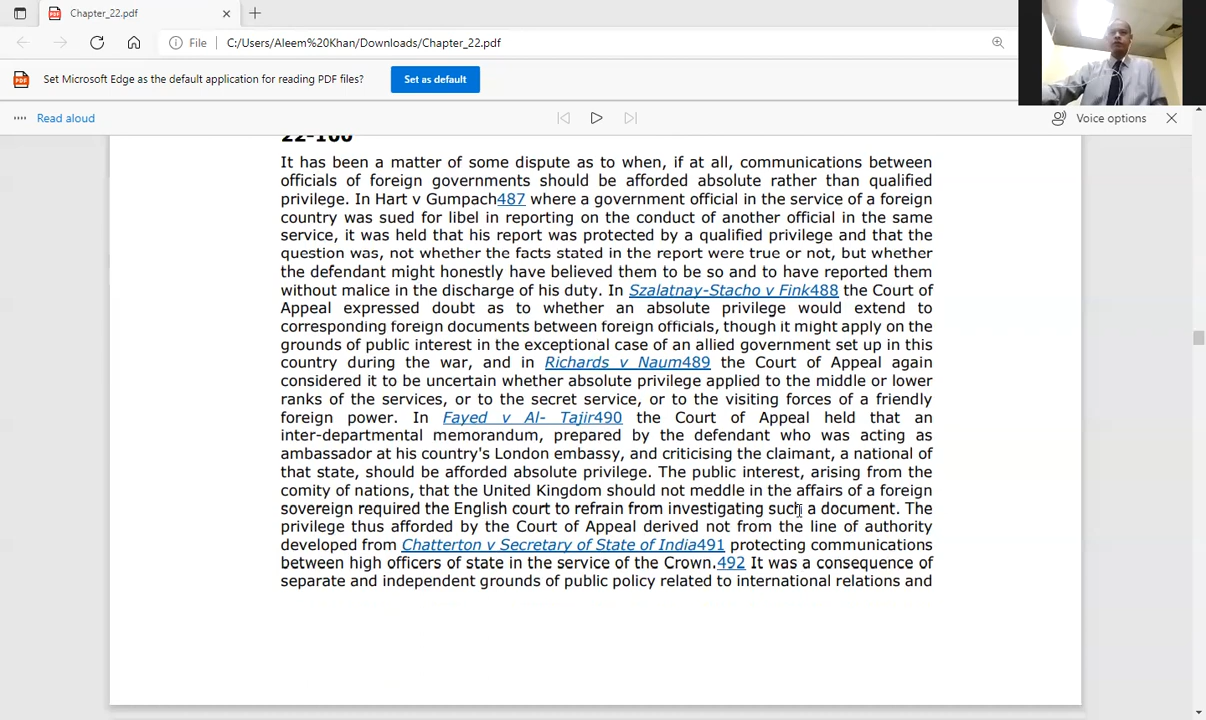 Chapter_22.pdf
File C:/Users/Aleem%20Khan/Downloads/Chapter_22.pdf
Set Microsoft Edge as the default application for reading PDF files? Set as default
Read aloud Voice options
22-100
It has been a matter of some dispute as to when, if at all, communications between
officials of foreign governments should be afforded absolute rather than qualified
privilege. In Hart v Gumpach487 where a government official in the service of a foreign
country was sued for libel in reporting on the conduct of another official in the same
service, it was held that his report was protected by a qualified privilege and that the
question was, not whether the facts stated in the report were true or not, but whether
the defendant might honestly have believed them to be so and to have reported them
without malice in the discharge of his duty. In Szalatnay-Stacho v Fink488 the Court of
Appeal expressed doubt as to whether an absolute privilege would extend to
corresponding foreign documents between foreign officials, though it might apply on the
grounds of public interest in the exceptional case of an allied government set up in this
country during the war, and in Richards v Naum489 the Court of Appeal again
considered it to be uncertain whether absolute privilege applied to the middle or lower
ranks of the services, or to the secret service, or to the visiting forces of a friendly
foreign power. In Fayed v Al- Tajir490 the Court of Appeal held that an
inter-departmental memorandum, prepared by the defendant who was acting as
ambassador at his country's London embassy, and criticising the claimant, a national of
that state, should be afforded absolute privilege. The public interest, arising from the
comity of nations, that the United Kingdom should not meddle in the affairs of a foreign
sovereign required the English court to refrain from investigating such a document. The
privilege thus afforded by the Court of Appeal derived not from the line of authority
developed from Chatterton v Secretary of State of India491 protecting communications
between high officers of state in the service of the Crown.492 It was a consequence of
separate and independent grounds of public policy related to international relations and